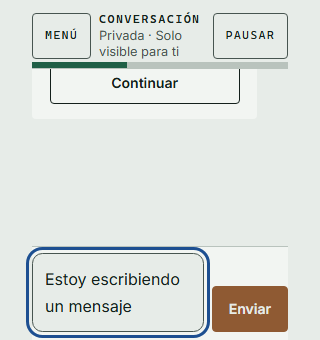 MENÚ
CONVERSACIÓN
Privada · Solo
visible para ti
PAUSAR
Continuar
Estoy escribiendo
un mensaje
Enviar